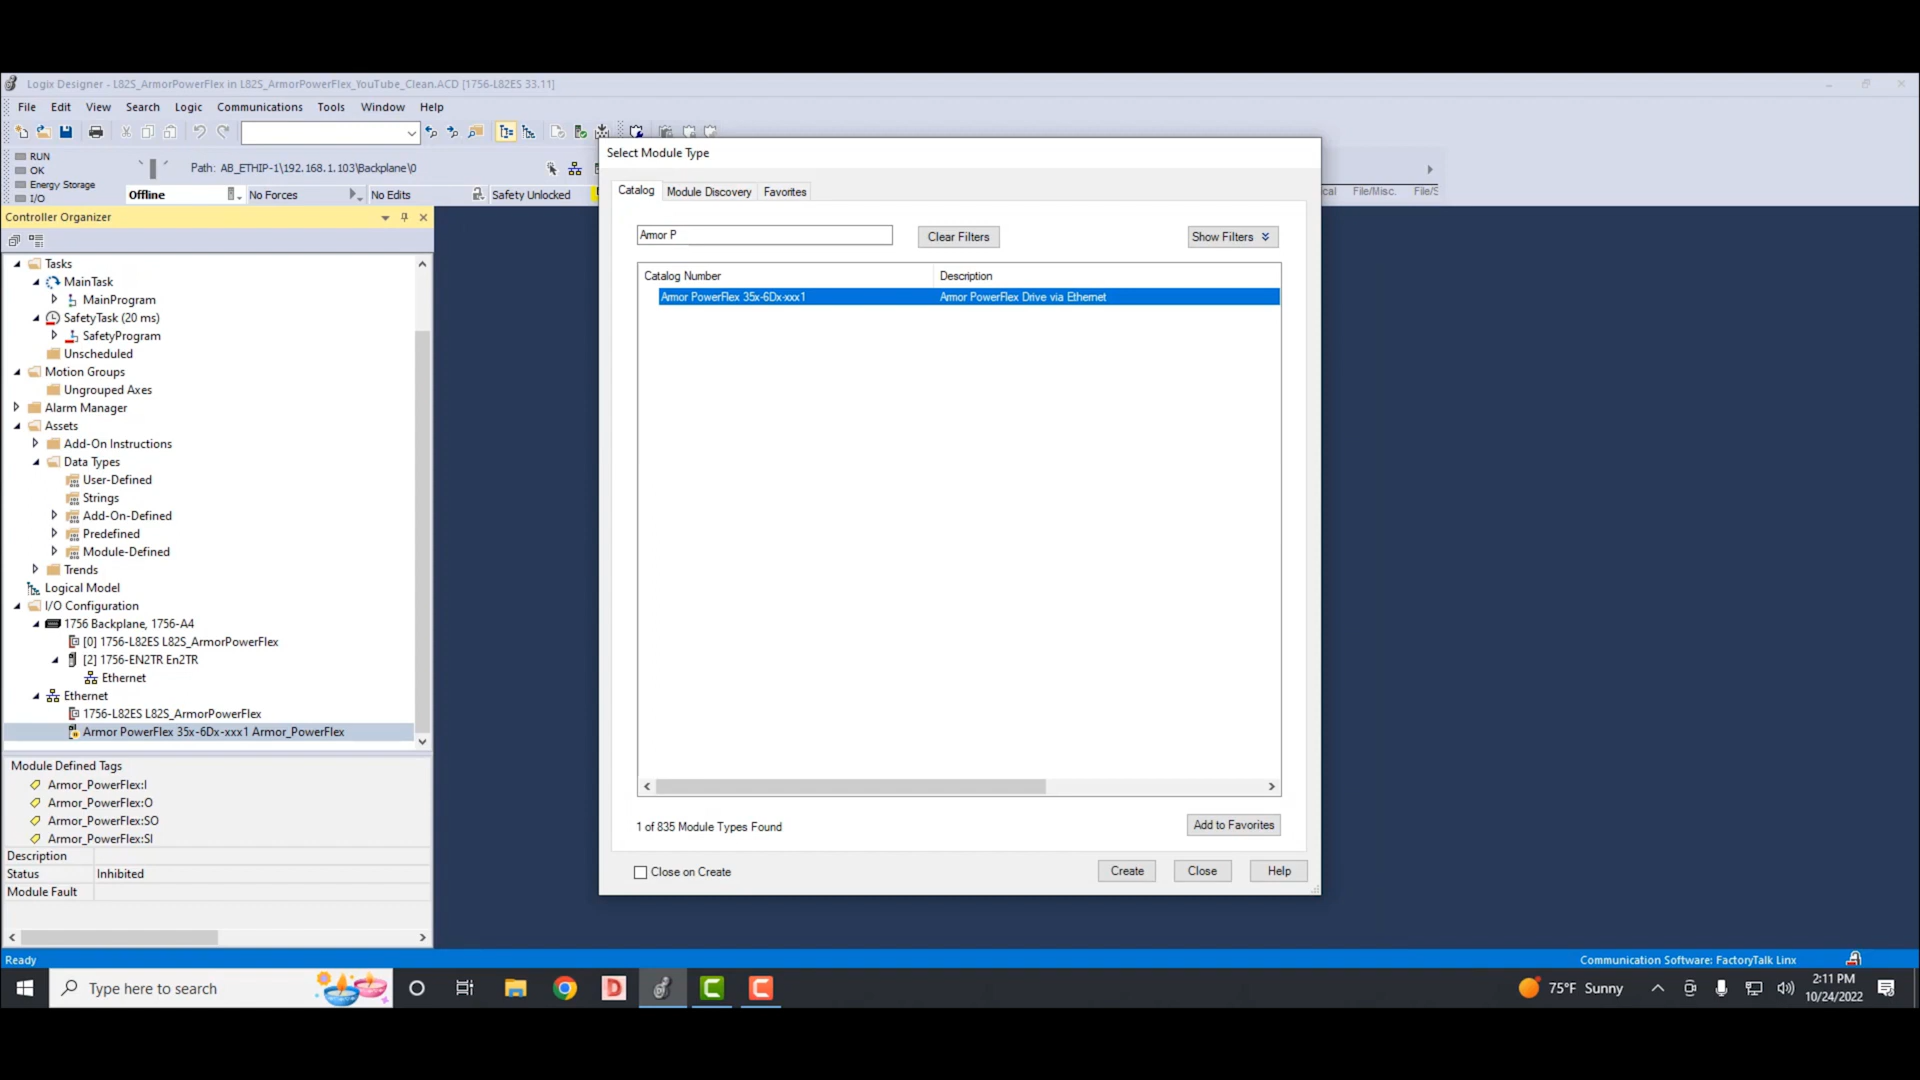 Logix Designer - L82S_ArmorPowerFlex in L82S_ArmorPowerFlex_YouTube_Clean.ACD [1756-L82ES 33.11]
File Edit View Search Logic Communications Tools Window Help
RUN
OK
Energy Storage
I/O
Path: AB_ETHIP-1\192.168.1.103\Backplane\0
Offline No Forces No Edits Safety Unlocked
File/Misc. File/S
Controller Organizer
Tasks
MainTask
MainProgram
SafetyTask (20 ms)
SafetyProgram
Unscheduled
Motion Groups
Ungrouped Axes
Alarm Manager
Assets
Add-On Instructions
Data Types
User-Defined
Strings
Add-On-Defined
Predefined
Module-Defined
Trends
Logical Model
I/O Configuration
1756 Backplane, 1756-A4
[0] 1756-L82ES L82S_ArmorPowerFlex
[2] 1756-EN2TR En2TR
Ethernet
Ethernet
1756-L82ES L82S_ArmorPowerFlex
Armor PowerFlex 35x-6Dx-xxx1 Armor_PowerFlex
Module Defined Tags
Armor_PowerFlex:I
Armor_PowerFlex:O
Armor_PowerFlex:SO
Armor_PowerFlex:SI
Description
Status Inhibited
Module Fault
Ready
Select Module Type
Catalog Module Discovery Favorites
Armor P
Clear Filters
Show Filters
Catalog Number Description
Armor PowerFlex 35x-6Dx-xxx1 Armor PowerFlex Drive via Ethernet
1 of 835 Module Types Found
Add to Favorites
Close on Create
Create Close Help
Communication Software: FactoryTalk Linx
Type here to search
75°F Sunny
2:11 PM
10/24/2022